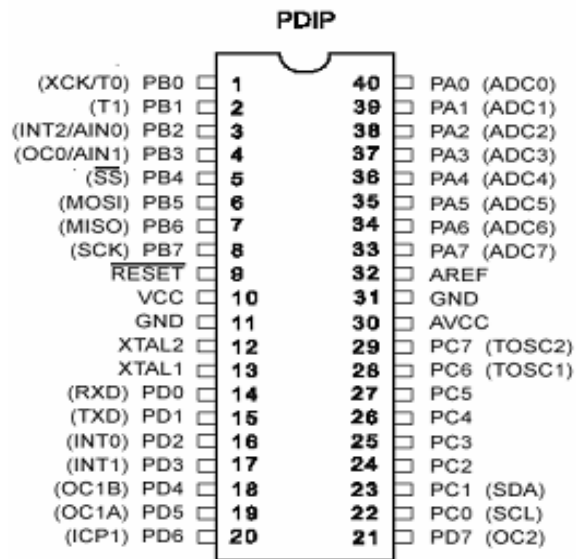 PDIP
(XCK/T0) PB0 1 40 PA0 (ADC0)
(T1) PB1 2 39 PA1 (ADC1)
(INT2/AIN0) PB2 3 38 PA2 (ADC2)
(OC0/AIN1) PB3 4 37 PA3 (ADC3)
(SS) PB4 5 36 PA4 (ADC4)
(MOSI) PB5 6 35 PA5 (ADC5)
(MISO) PB6 7 34 PA6 (ADC6)
(SCK) PB7 8 33 PA7 (ADC7)
RESET 9 32 AREF
VCC 10 31 GND
GND 11 30 AVCC
XTAL2 12 29 PC7 (TOSC2)
XTAL1 13 28 PC6 (TOSC1)
(RXD) PD0 14 27 PC5
(TXD) PD1 15 26 PC4
(INT0) PD2 16 25 PC3
(INT1) PD3 17 24 PC2
(OC1B) PD4 18 23 PC1 (SDA)
(OC1A) PD5 19 22 PC0 (SCL)
(ICP1) PD6 20 21 PD7 (OC2)